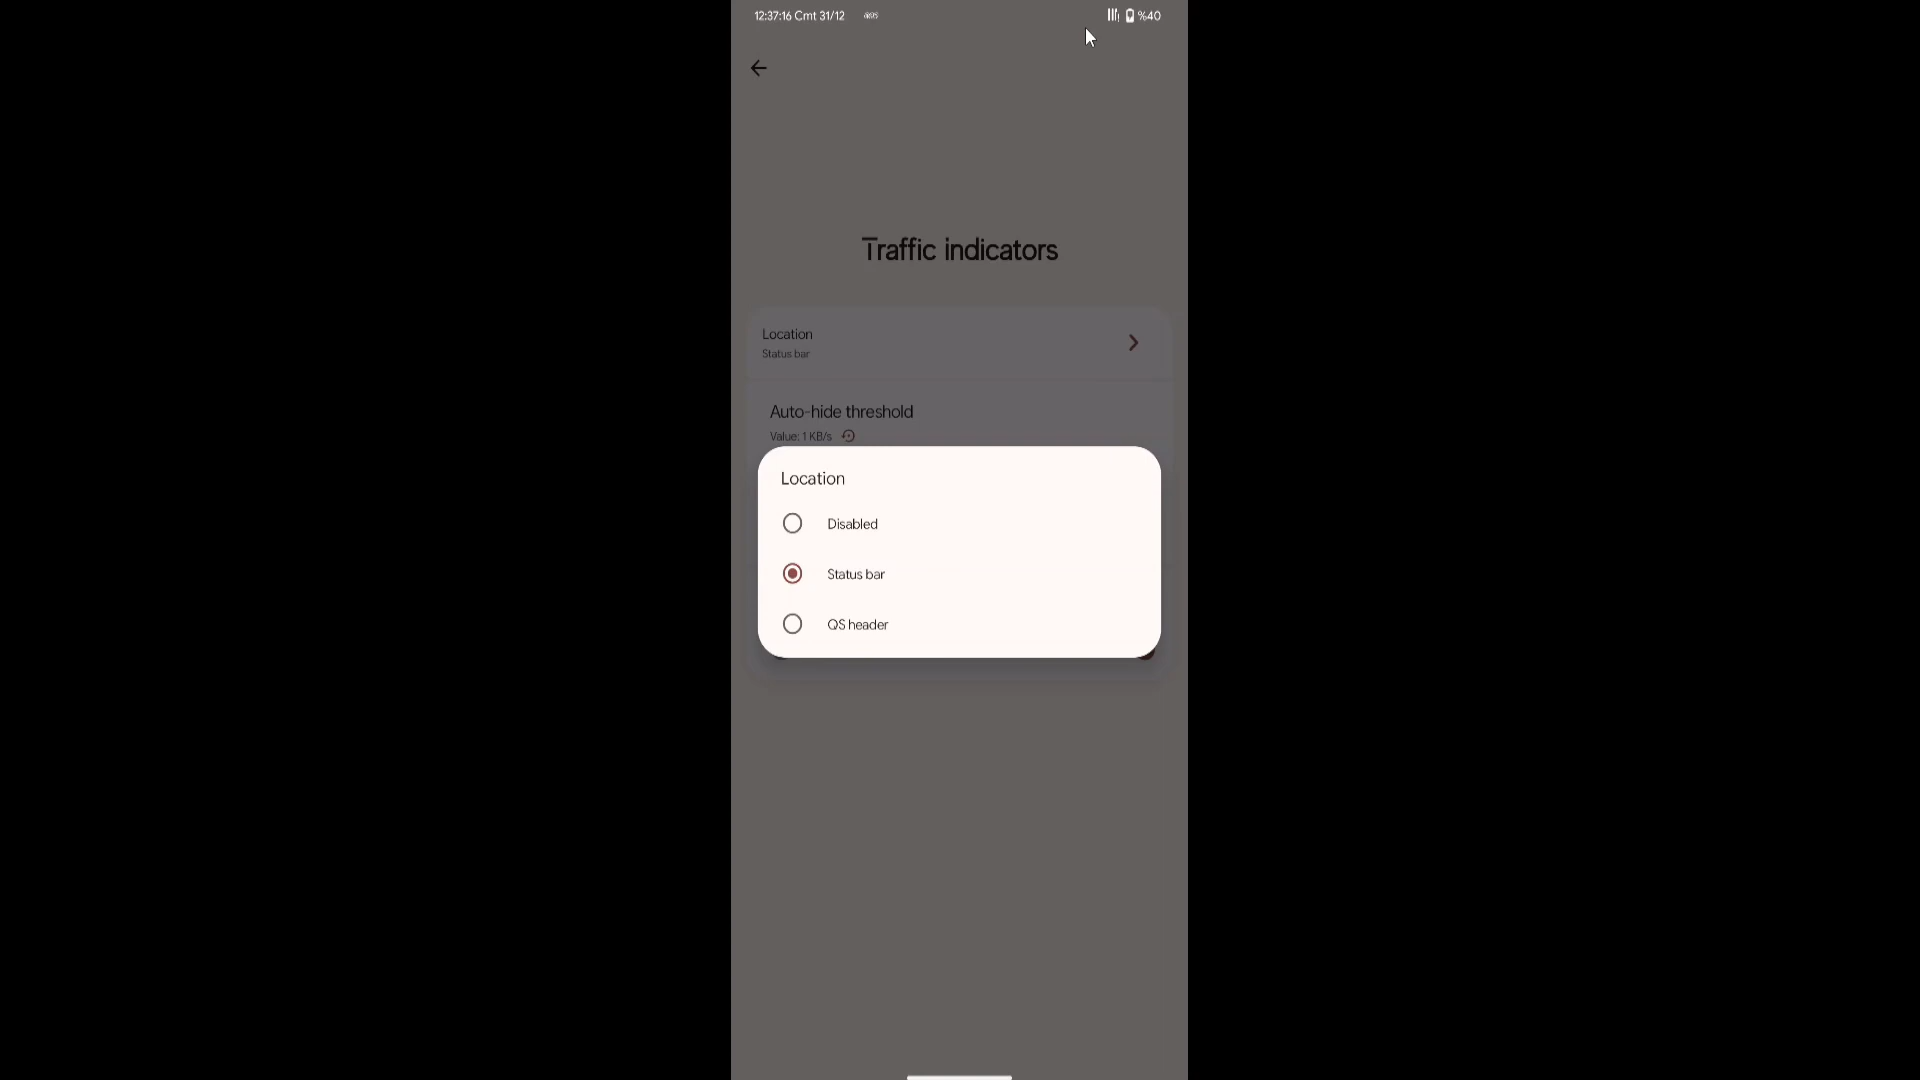 12:37:16 Cmt 31/12
%40
Traffic indicators
Location
Status bar
Auto-hide threshold
Value: 1 KB/s
Location
Disabled
Status bar
QS header